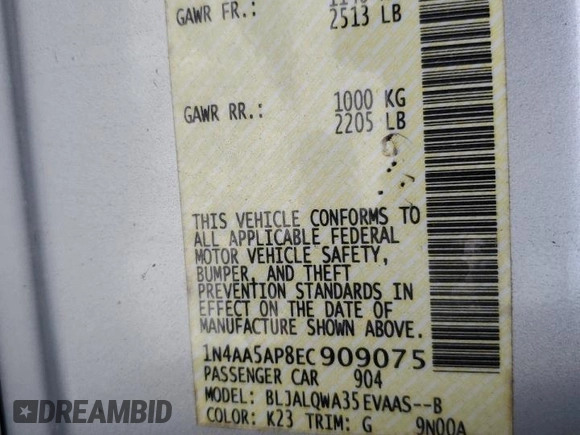 GAWR FR.:
2513 LB
GAWR RR.: 1000 KG
2205 LB
THIS VEHICLE CONFORMS TO
ALL APPLICABLE FEDERAL
MOTOR VEHICLE SAFETY,
BUMPER, AND THEFT
PREVENTION STANDARDS IN
EFFECT ON THE DATE OF
MANUFACTURE SHOWN ABOVE.
1N4AA5AP8EC909075
PASSENGER CAR 904
MODEL: BLJALQWA35EVAAS--B
COLOR: K23 TRIM: G 9N00A
DREAMBID